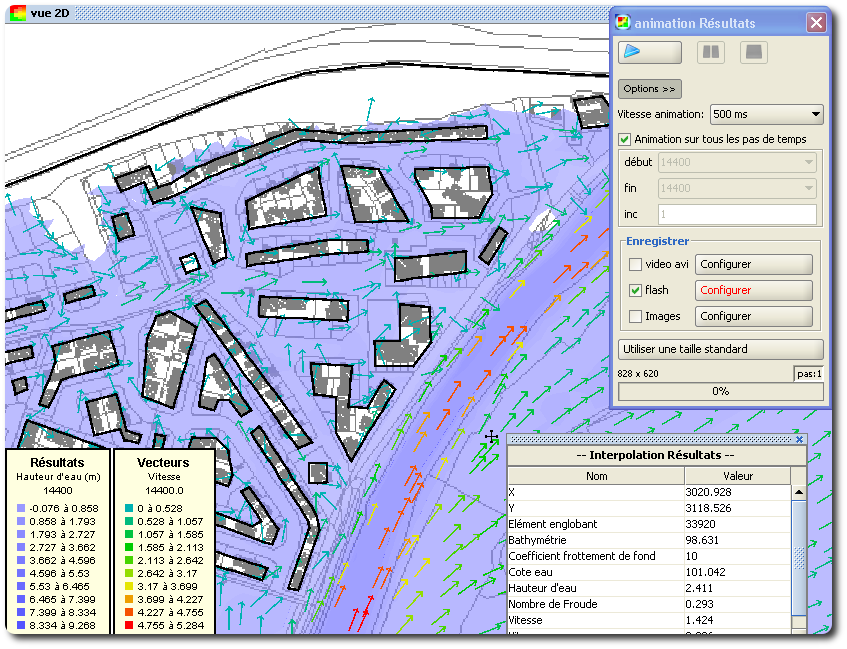 vue 2D
animation Résultats
Options >>
Vitesse animation: 500 ms
Animation sur tous les pas de temps
début 14400
fin 14400
inc 1
Enregistrer
video avi Configurer
flash Configurer
Images Configurer
Utiliser une taille standard
828 x 620 pas:1
0%
Résultats
Hauteur d'eau (m)
14400
-0.076 à 0.858
0.858 à 1.793
1.793 à 2.727
2.727 à 3.662
3.662 à 4.596
4.596 à 5.53
5.53 à 6.465
6.465 à 7.399
7.399 à 8.334
8.334 à 9.268
Vecteurs
Vitesse
14400.0
0 à 0.528
0.528 à 1.057
1.057 à 1.585
1.585 à 2.113
2.113 à 2.642
2.642 à 3.17
3.17 à 3.699
3.699 à 4.227
4.227 à 4.755
4.755 à 5.284
-- Interpolation Résultats --
Nom Valeur
X 3020.928
Y 3118.526
Elément englobant 33920
Bathymétrie 98.631
Coefficient frottement de fond 10
Cote eau 101.042
Hauteur d'eau 2.411
Nombre de Froude 0.293
Vitesse 1.424